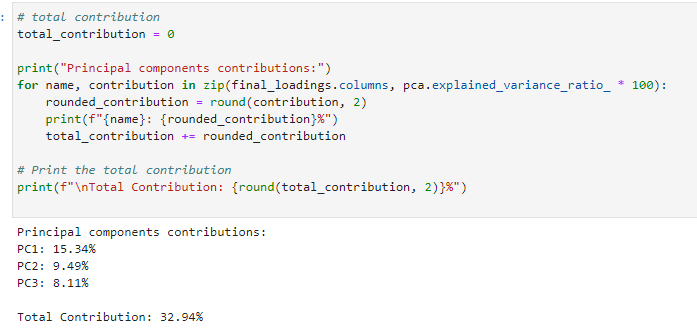 :
# total contribution
total_contribution = 0

print("Principal components contributions:")
for name, contribution in zip(final_loadings.columns, pca.explained_variance_ratio_ * 100):
    rounded_contribution = round(contribution, 2)
    print(f"{name}: {rounded_contribution}%")
    total_contribution += rounded_contribution

# Print the total contribution
print(f"\nTotal Contribution: {round(total_contribution, 2)}%")

Principal components contributions:
PC1: 15.34%
PC2: 9.49%
PC3: 8.11%

Total Contribution: 32.94%